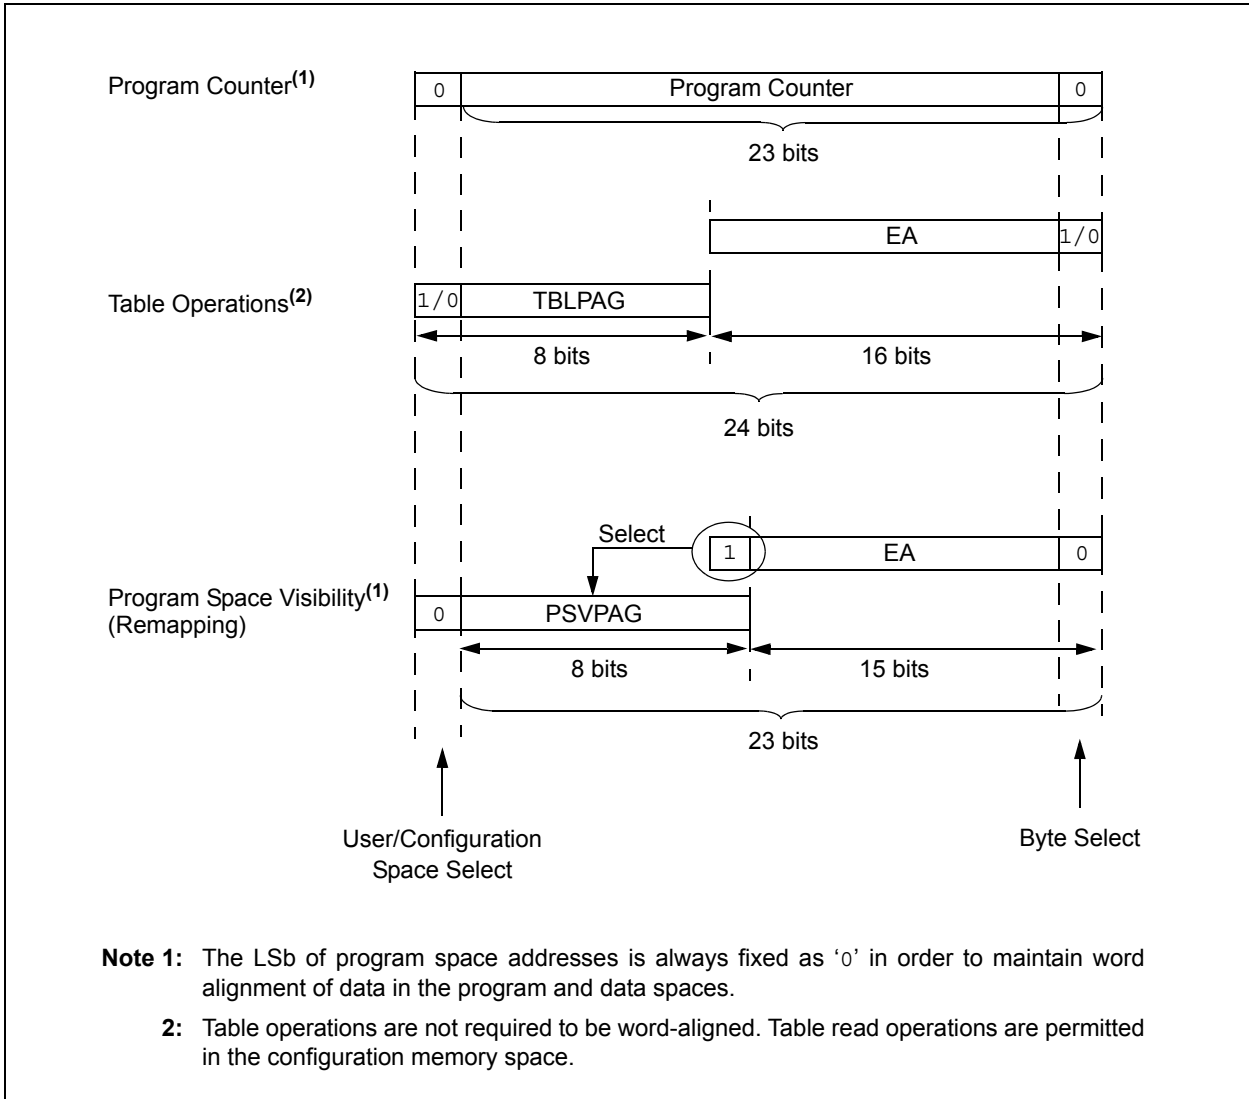 Program Counter(1)
0 Program Counter 0
23 bits
EA 1/0
Table Operations(2)
1/0 TBLPAG
8 bits 16 bits
24 bits
Select
1 EA 0
Program Space Visibility(1)
(Remapping)
0 PSVPAG
8 bits 15 bits
23 bits
User/Configuration
Space Select
Byte Select
Note 1: The LSb of program space addresses is always fixed as ‘0’ in order to maintain word
alignment of data in the program and data spaces.
2: Table operations are not required to be word-aligned. Table read operations are permitted
in the configuration memory space.